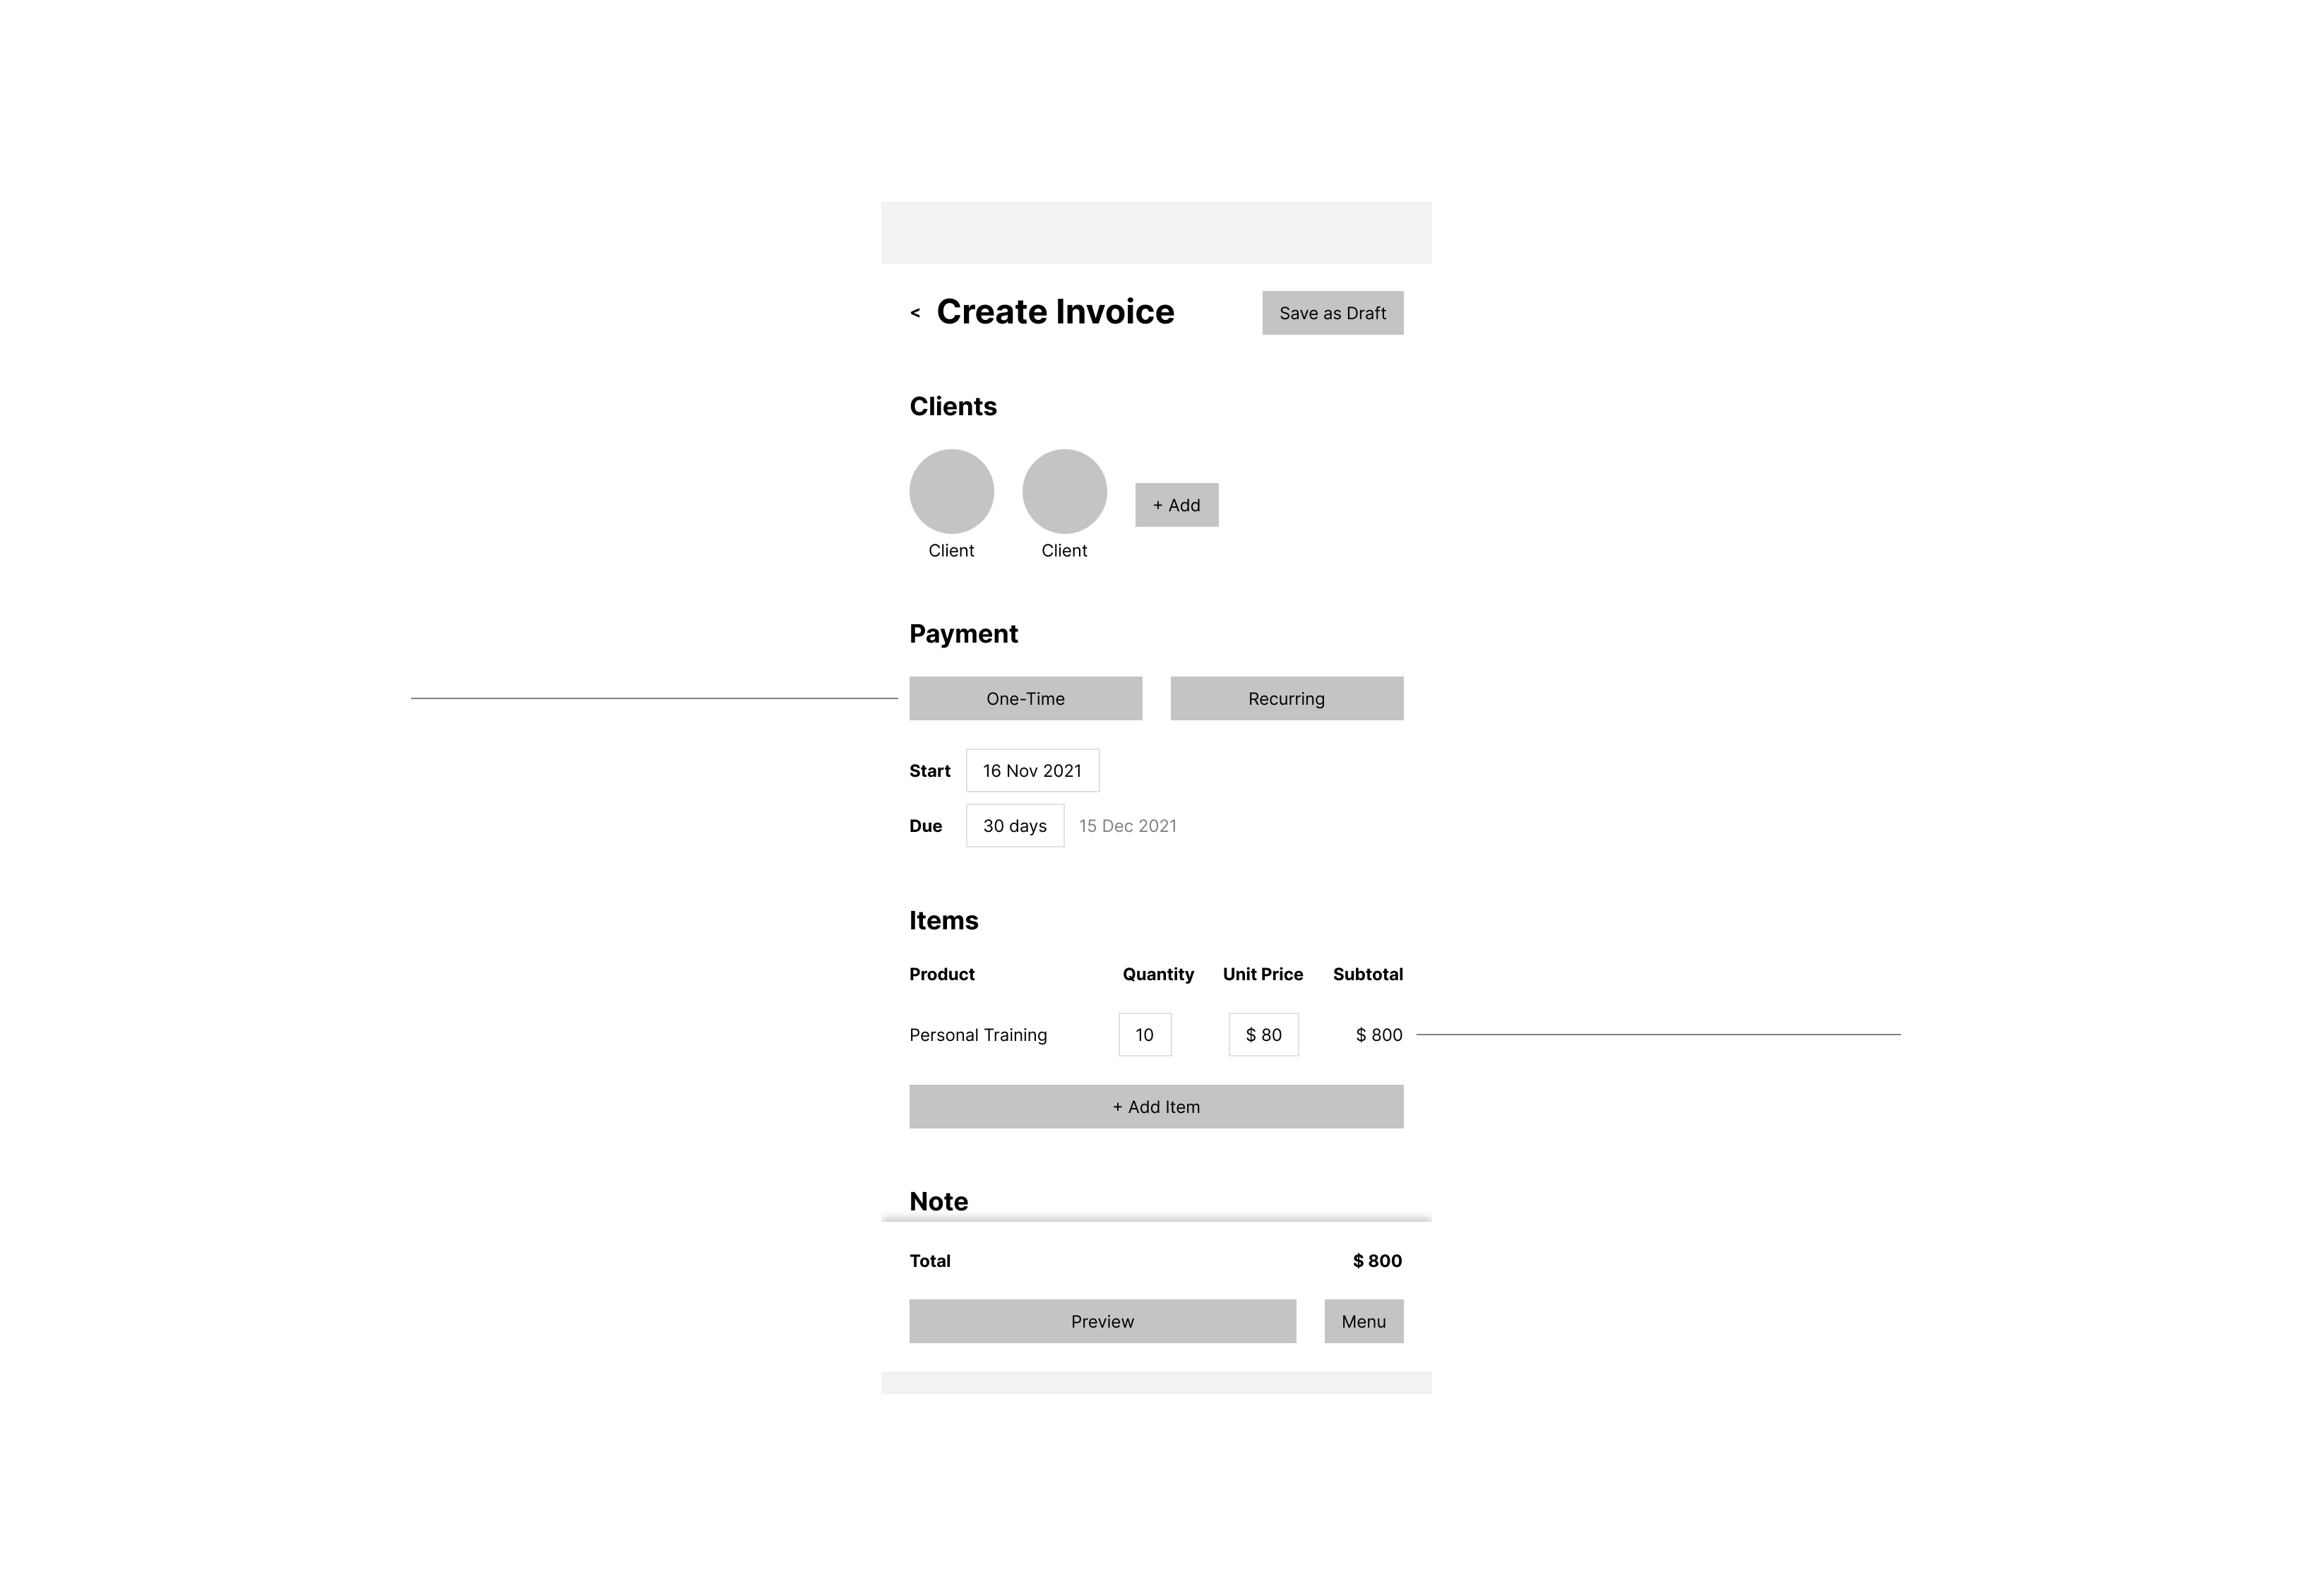 < Create Invoice Save as Draft
Clients
+ Add
Client Client
Payment
One-Time Recurring
Start 16 Nov 2021
Due 30 days 15 Dec 2021
Items
Product Quantity Unit Price Subtotal
Personal Training 10 $ 80 $ 800
+ Add Item
Note
Total $ 800
Preview Menu